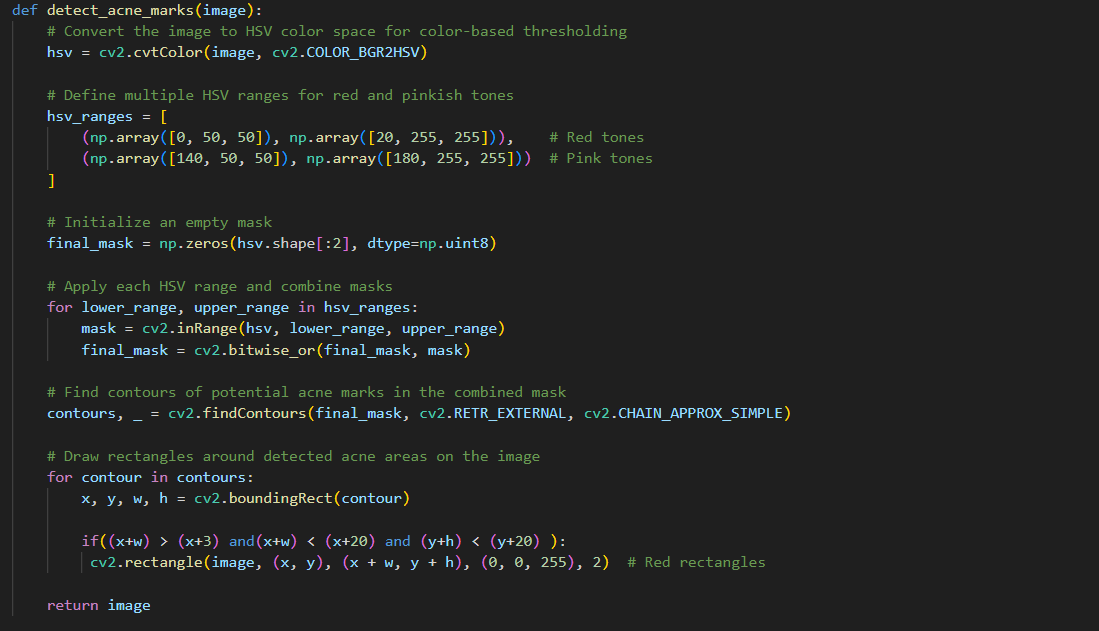 def detect_acne_marks(image):
    # Convert the image to HSV color space for color-based thresholding
    hsv = cv2.cvtColor(image, cv2.COLOR_BGR2HSV)

    # Define multiple HSV ranges for red and pinkish tones
    hsv_ranges = [
        (np.array([0, 50, 50]), np.array([20, 255, 255])),    # Red tones
        (np.array([140, 50, 50]), np.array([180, 255, 255]))  # Pink tones
    ]

    # Initialize an empty mask
    final_mask = np.zeros(hsv.shape[:2], dtype=np.uint8)

    # Apply each HSV range and combine masks
    for lower_range, upper_range in hsv_ranges:
        mask = cv2.inRange(hsv, lower_range, upper_range)
        final_mask = cv2.bitwise_or(final_mask, mask)

    # Find contours of potential acne marks in the combined mask
    contours, _ = cv2.findContours(final_mask, cv2.RETR_EXTERNAL, cv2.CHAIN_APPROX_SIMPLE)

    # Draw rectangles around detected acne areas on the image
    for contour in contours:
        x, y, w, h = cv2.boundingRect(contour)

        if((x+w) > (x+3) and(x+w) < (x+20) and (y+h) < (y+20) ):
         cv2.rectangle(image, (x, y), (x + w, y + h), (0, 0, 255), 2)  # Red rectangles

    return image